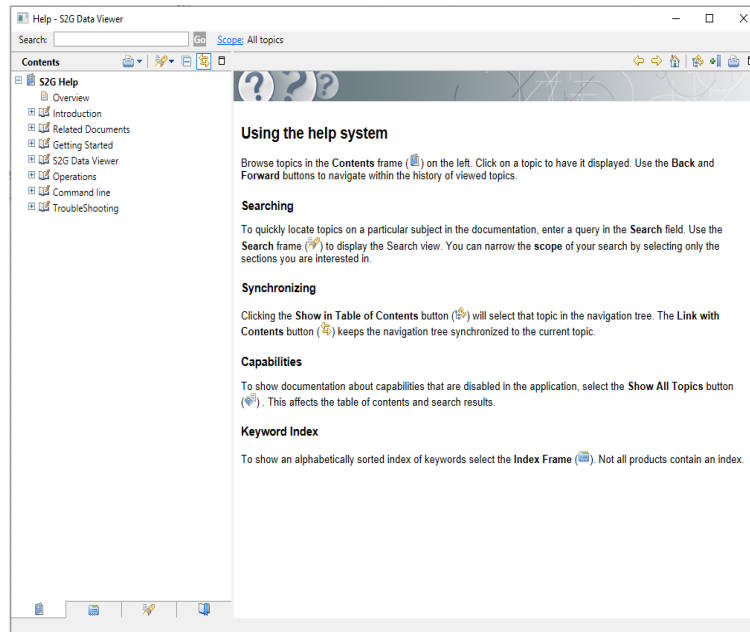 Help - S2G Data Viewer
Search:
Go
Scope: All topics
Contents
S2G Help
Overview
Introduction
Related Documents
Getting Started
S2G Data Viewer
Operations
Command line
TroubleShooting
Using the help system
Browse topics in the Contents frame ( ) on the left. Click on a topic to have it displayed. Use the Back and
Forward buttons to navigate within the history of viewed topics.
Searching
To quickly locate topics on a particular subject in the documentation, enter a query in the Search field. Use the
Search frame ( ) to display the Search view. You can narrow the scope of your search by selecting only the
sections you are interested in.
Synchronizing
Clicking the Show in Table of Contents button ( ) will select that topic in the navigation tree. The Link with
Contents button ( ) keeps the navigation tree synchronized to the current topic.
Capabilities
To show documentation about capabilities that are disabled in the application, select the Show All Topics button
( ) . This affects the table of contents and search results.
Keyword Index
To show an alphabetically sorted index of keywords select the Index Frame ( ). Not all products contain an index.